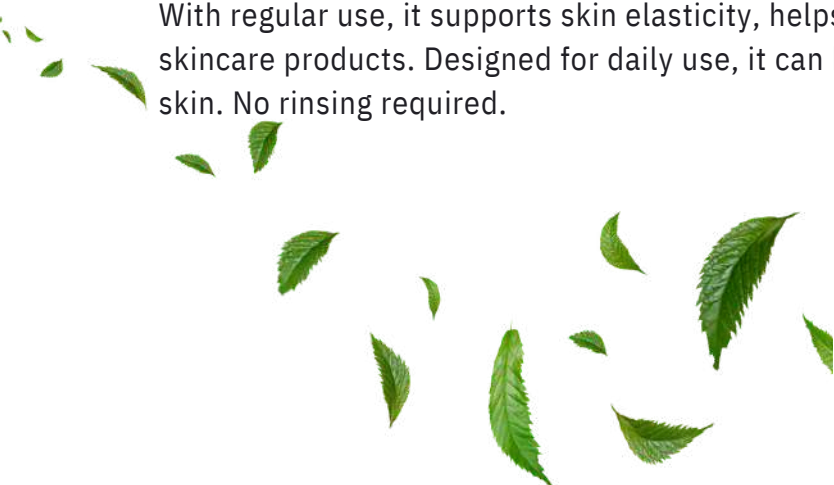 With regular use, it supports skin elasticity, helps
skincare products. Designed for daily use, it can
skin. No rinsing required.